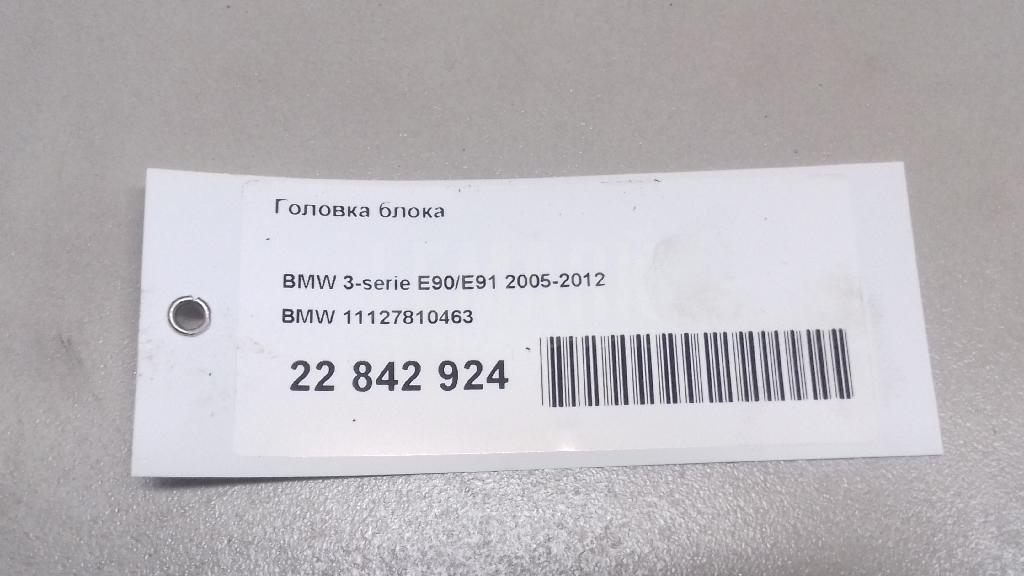 Головка блока
BMW 3-serie E90/E91 2005-2012
BMW 11127810463
22 842 924